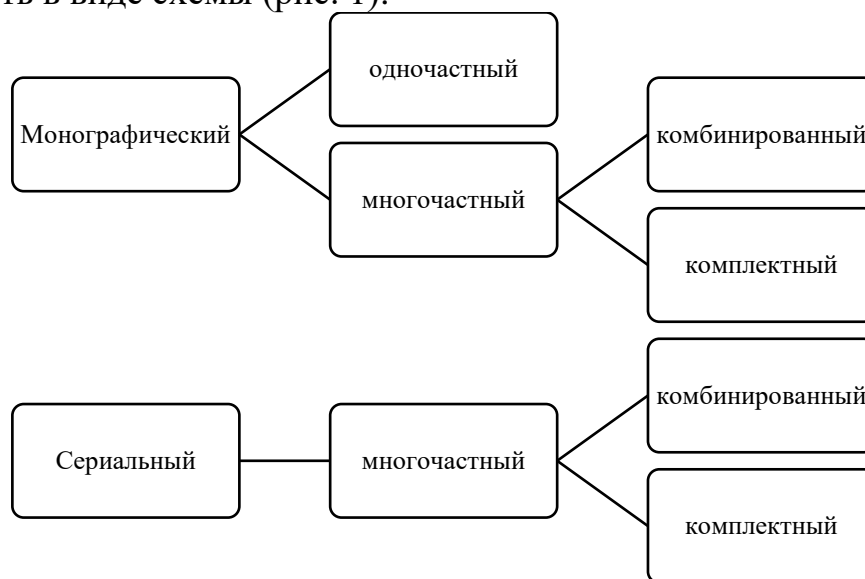 ть в виде схемы (рис. 1).
одночастный
Монографический
комбинированный
многочастный
комплектный
комбинированный
Сериальный
многочастный
комплектный